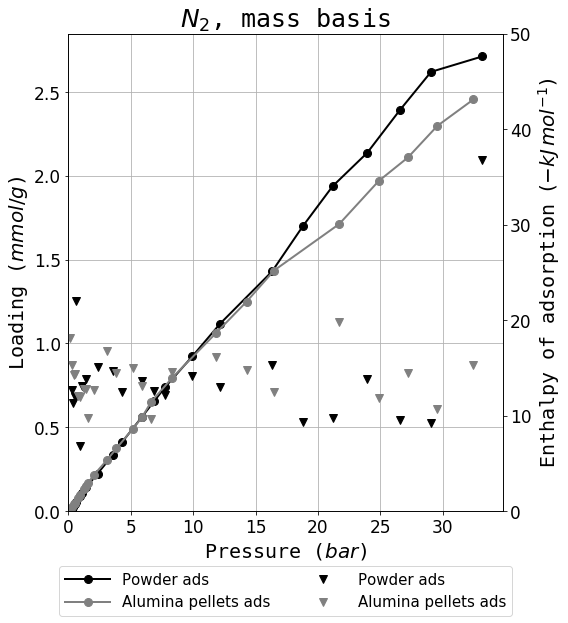 N₂, mass basis
Loading (mmol/g)
Enthalpy of adsorption (−kJ mol⁻¹)
2.5
2.0
1.5
1.0
0.5
0.0
50
40
30
20
10
0
0 5 10 15 20 25 30
Pressure (bar)
Powder ads Powder ads
Alumina pellets ads Alumina pellets ads